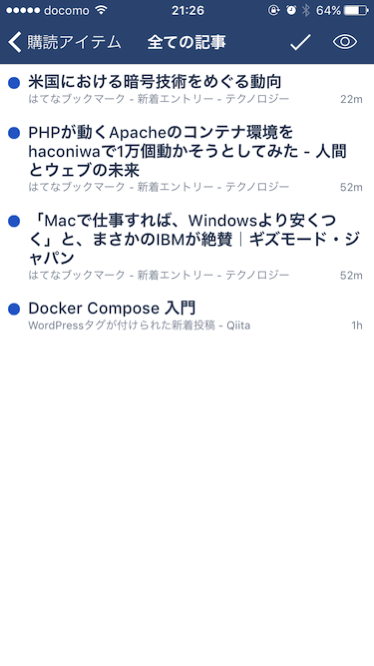 docomo 21:26 64%
購読アイテム 全ての記事
米国における暗号技術をめぐる動向
はてなブックマーク - 新着エントリー - テクノロジー 22m
PHPが動くApacheのコンテナ環境を
haconiwaで1万個動かそうとしてみた - 人間
とウェブの未来
はてなブックマーク - 新着エントリー - テクノロジー 52m
「Macで仕事すれば、Windowsより安くつ
く」と、まさかのIBMが絶賛｜ギズモード・ジ
ャパン
はてなブックマーク - 新着エントリー - テクノロジー 52m
Docker Compose 入門
WordPressタグが付けられた新着投稿 - Qiita 1h